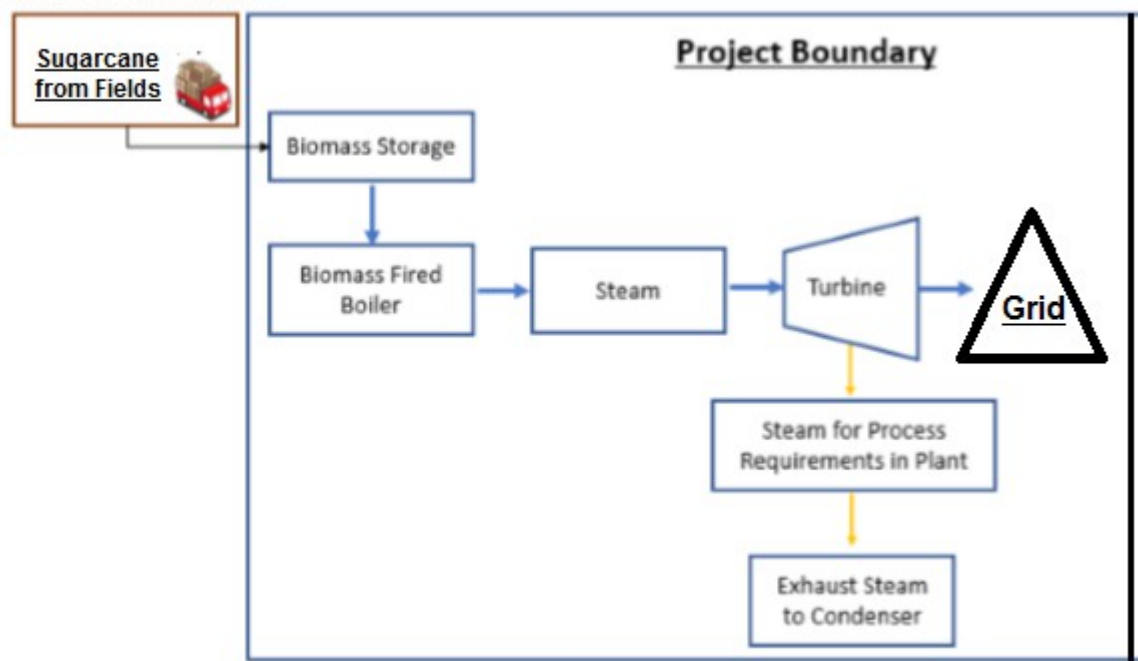 Sugarcane
from Fields
Project Boundary
Biomass Storage
Biomass Fired
Boiler
Steam
Turbine
Grid
Steam for Process
Requirements in Plant
Exhaust Steam
to Condenser